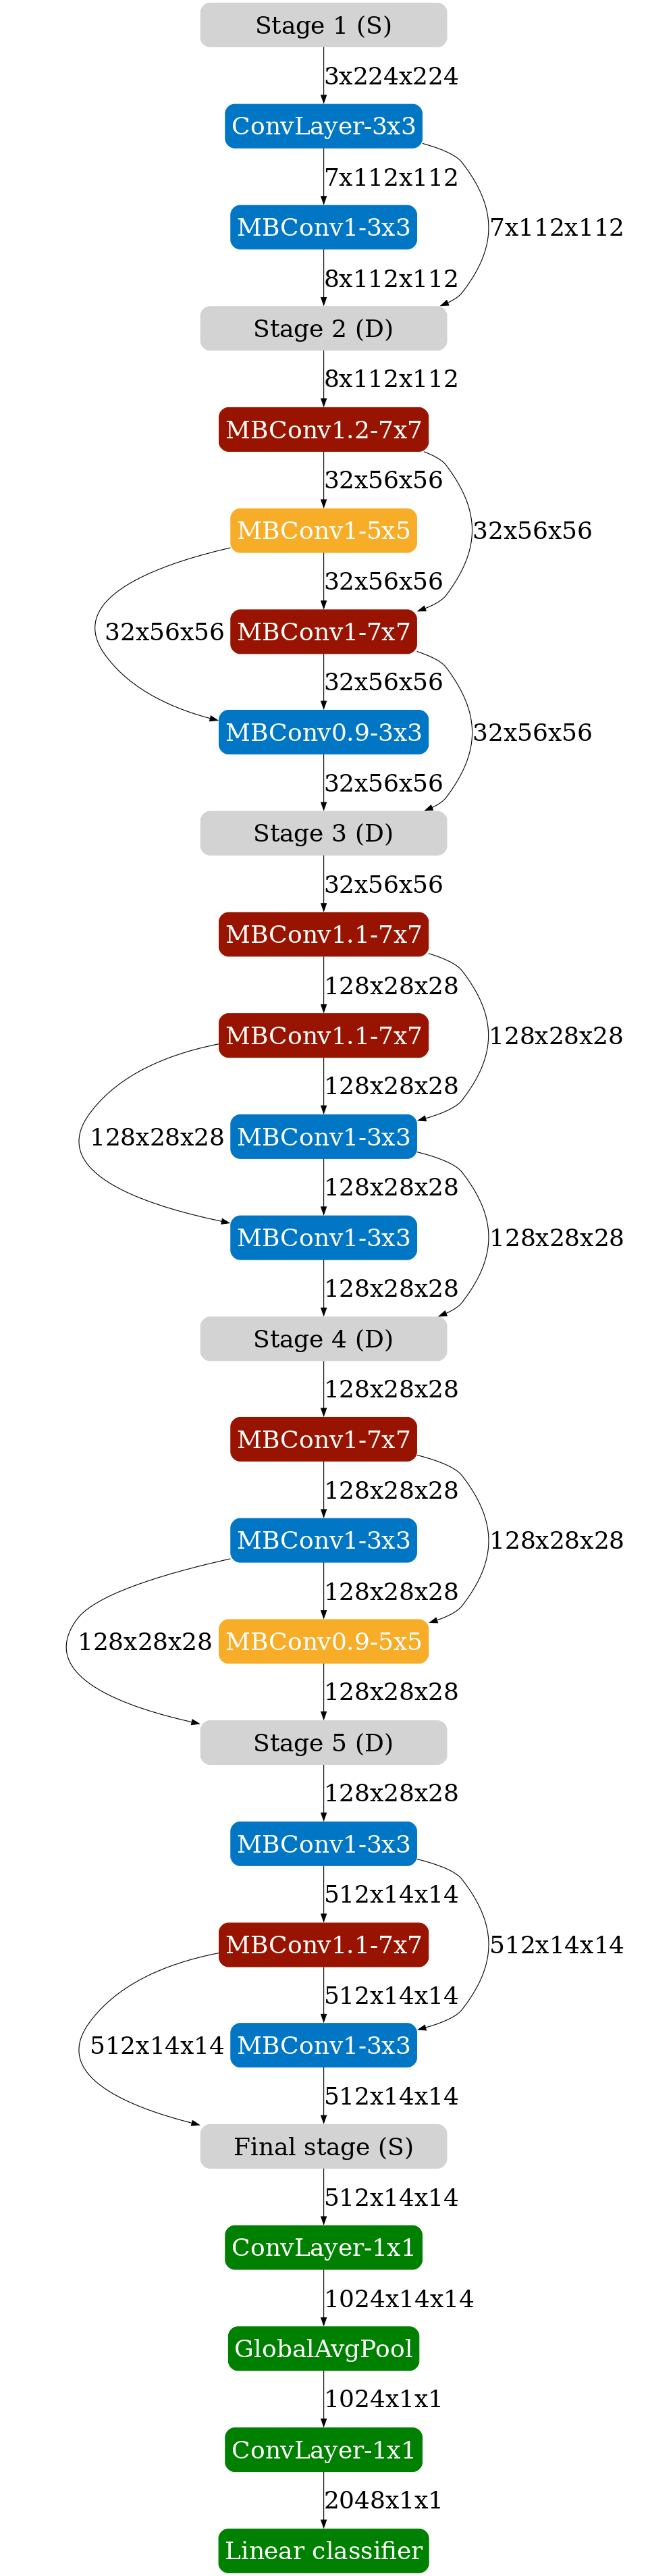 Stage 1 (S)
3x224x224
ConvLayer-3x3
7x112x112
MBConv1-3x3
7x112x112
8x112x112
Stage 2 (D)
8x112x112
MBConv1.2-7x7
32x56x56
MBConv1-5x5
32x56x56
32x56x56
32x56x56
MBConv1-7x7
32x56x56
MBConv0.9-3x3
32x56x56
32x56x56
Stage 3 (D)
32x56x56
MBConv1.1-7x7
128x28x28
MBConv1.1-7x7
128x28x28
128x28x28
128x28x28
MBConv1-3x3
128x28x28
MBConv1-3x3
128x28x28
128x28x28
Stage 4 (D)
128x28x28
MBConv1-7x7
128x28x28
MBConv1-3x3
128x28x28
128x28x28
128x28x28
MBConv0.9-5x5
128x28x28
Stage 5 (D)
128x28x28
MBConv1-3x3
512x14x14
MBConv1.1-7x7
512x14x14
512x14x14
512x14x14
MBConv1-3x3
512x14x14
Final stage (S)
512x14x14
ConvLayer-1x1
1024x14x14
GlobalAvgPool
1024x1x1
ConvLayer-1x1
2048x1x1
Linear classifier